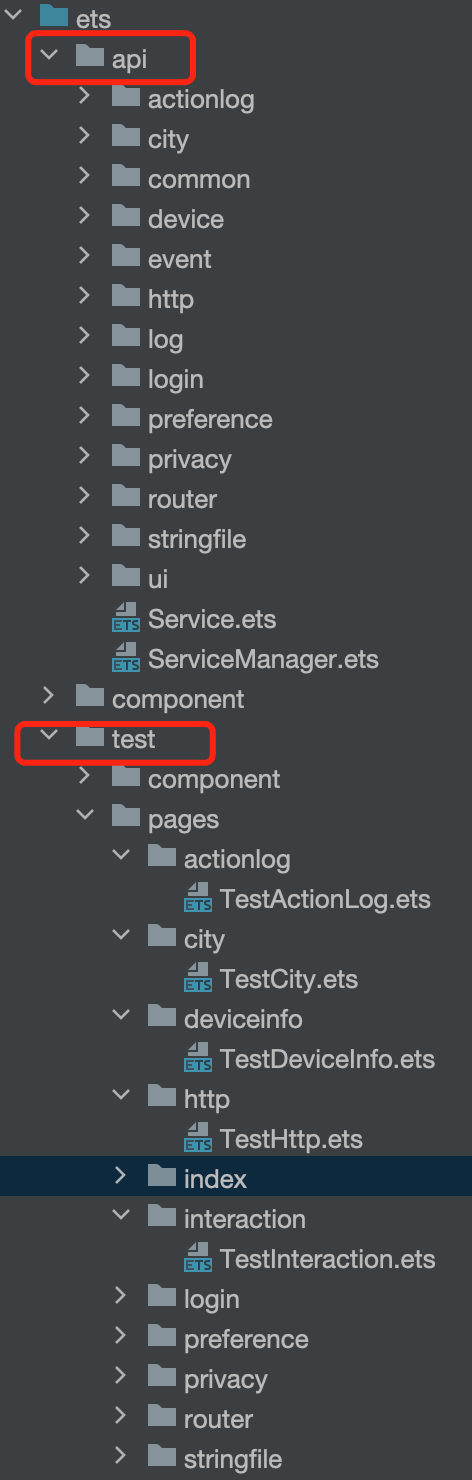 ets
api
actionlog
city
common
device
event
http
log
login
preference
privacy
router
stringfile
ui
ETS Service.ets
ETS ServiceManager.ets
component
test
component
pages
actionlog
ETS TestActionLog.ets
city
ETS TestCity.ets
deviceinfo
ETS TestDeviceInfo.ets
http
ETS TestHttp.ets
index
interaction
ETS TestInteraction.ets
login
preference
privacy
router
stringfile